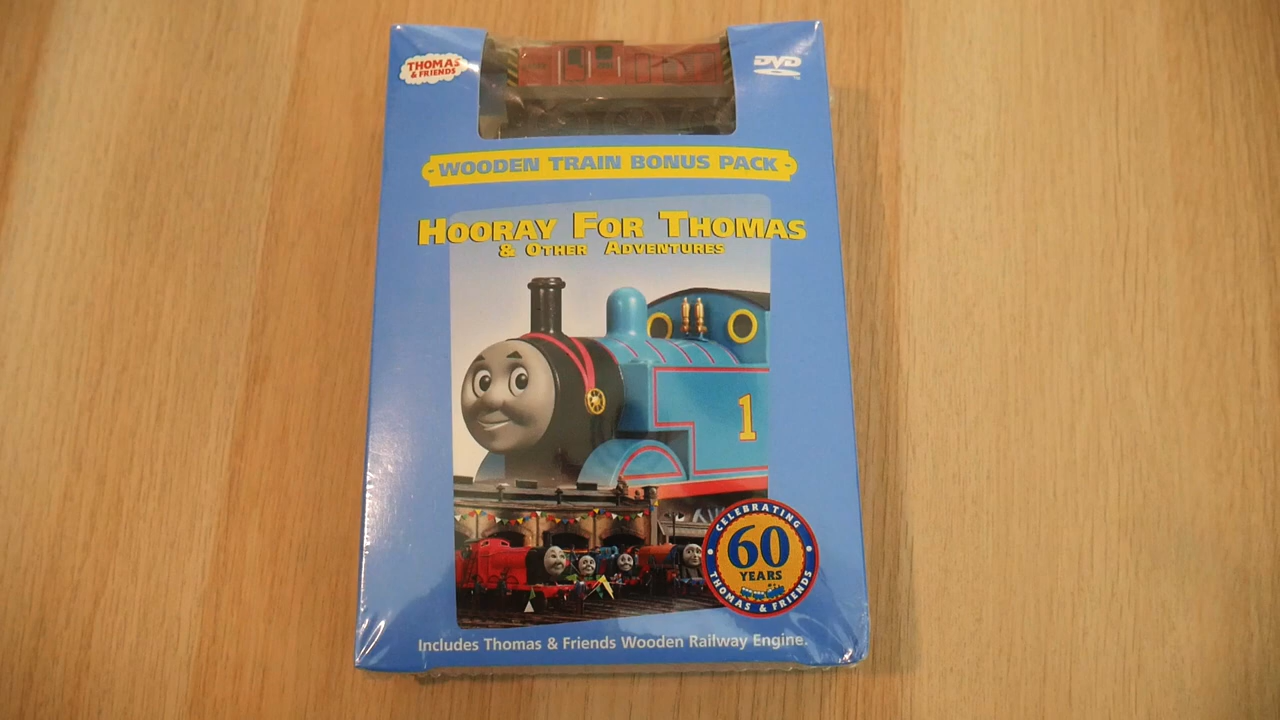 THOMAS
& FRIENDS
DVD
WOODEN TRAIN BONUS PACK
HOORAY FOR THOMAS
& OTHER ADVENTURES
1
CELEBRATING
60
YEARS
THOMAS & FRIENDS
Includes Thomas & Friends Wooden Railway Engine.